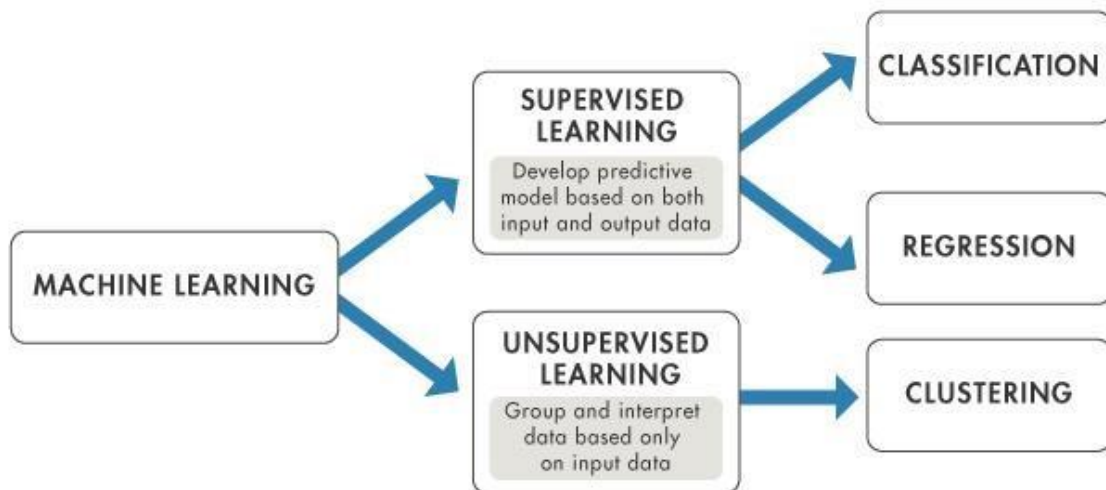 MACHINE LEARNING
SUPERVISED
LEARNING
Develop predictive
model based on both
input and output data
UNSUPERVISED
LEARNING
Group and interpret
data based only
on input data
CLASSIFICATION
REGRESSION
CLUSTERING